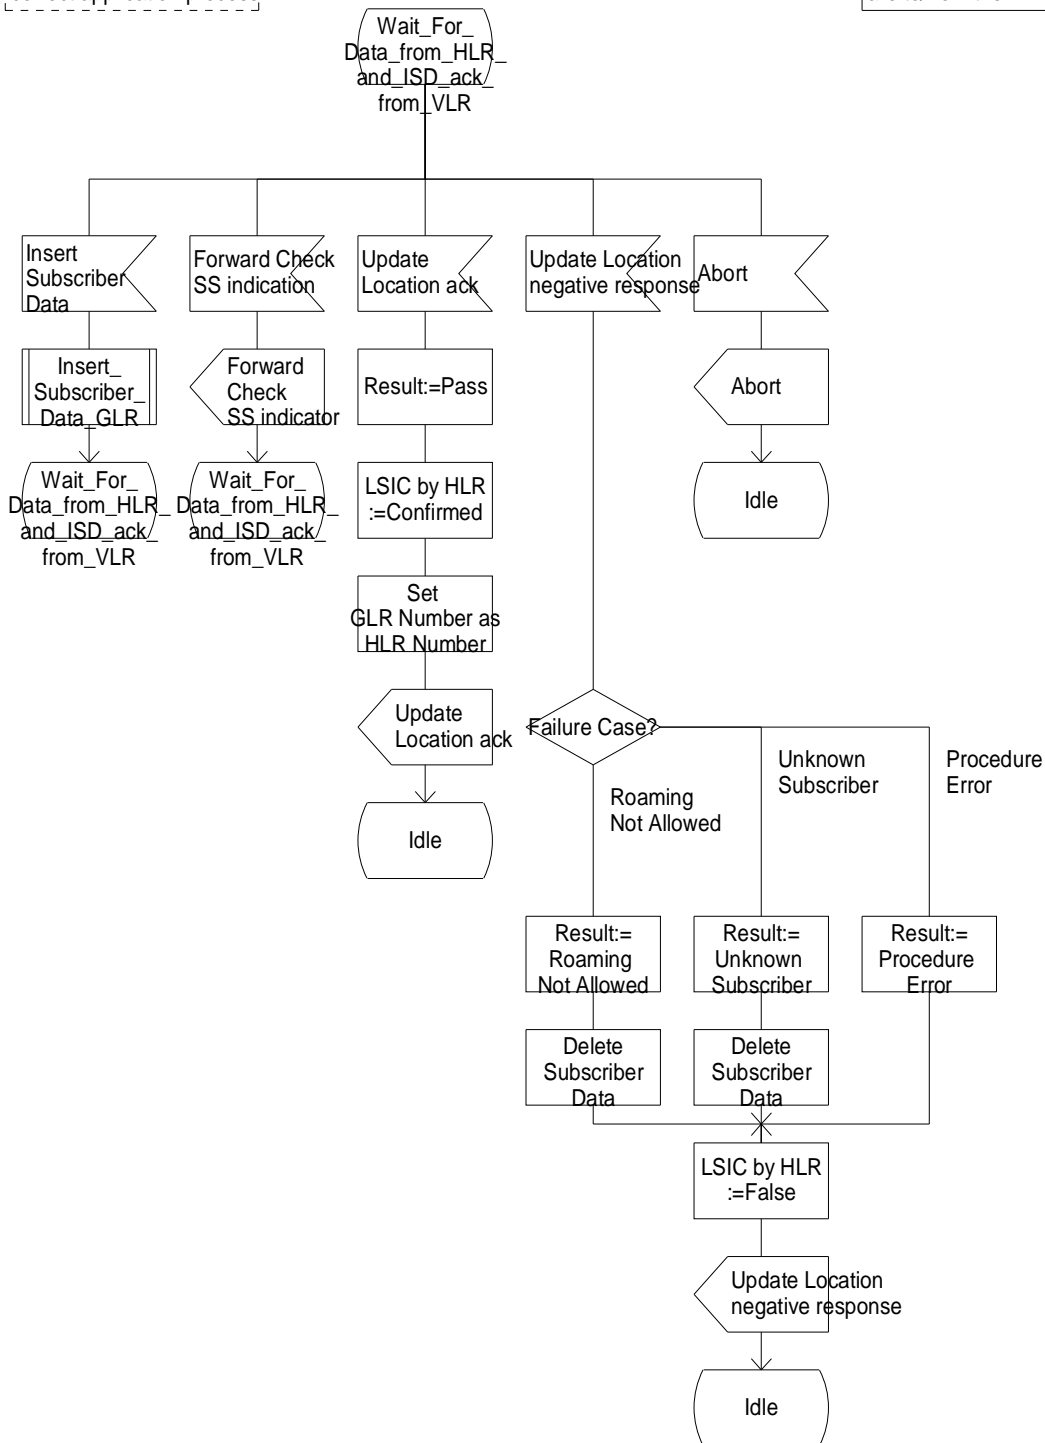 Wait_For_
Data_from_HLR_
and_ISD_ack_
from_VLR
Insert
Subscriber
Data
Forward Check
SS indication
Update
Location ack
Update Location
negative response
Abort
Insert_
Subscriber_
Data_GLR
Forward
Check
SS indicator
Result:=Pass
Abort
Wait_For_
Data_from_HLR_
and_ISD_ack_
from_VLR
Wait_For_
Data_from_HLR_
and_ISD_ack_
from_VLR
LSIC by HLR
:=Confirmed
Idle
Set
GLR Number as
HLR Number
Update
Location ack
Failure Case?
Unknown
Subscriber
Procedure
Error
Roaming
Not Allowed
Idle
Result:=
Roaming
Not Allowed
Result:=
Unknown
Subscriber
Result:=
Procedure
Error
Delete
Subscriber
Data
Delete
Subscriber
Data
LSIC by HLR
:=False
Update Location
negative response
Idle